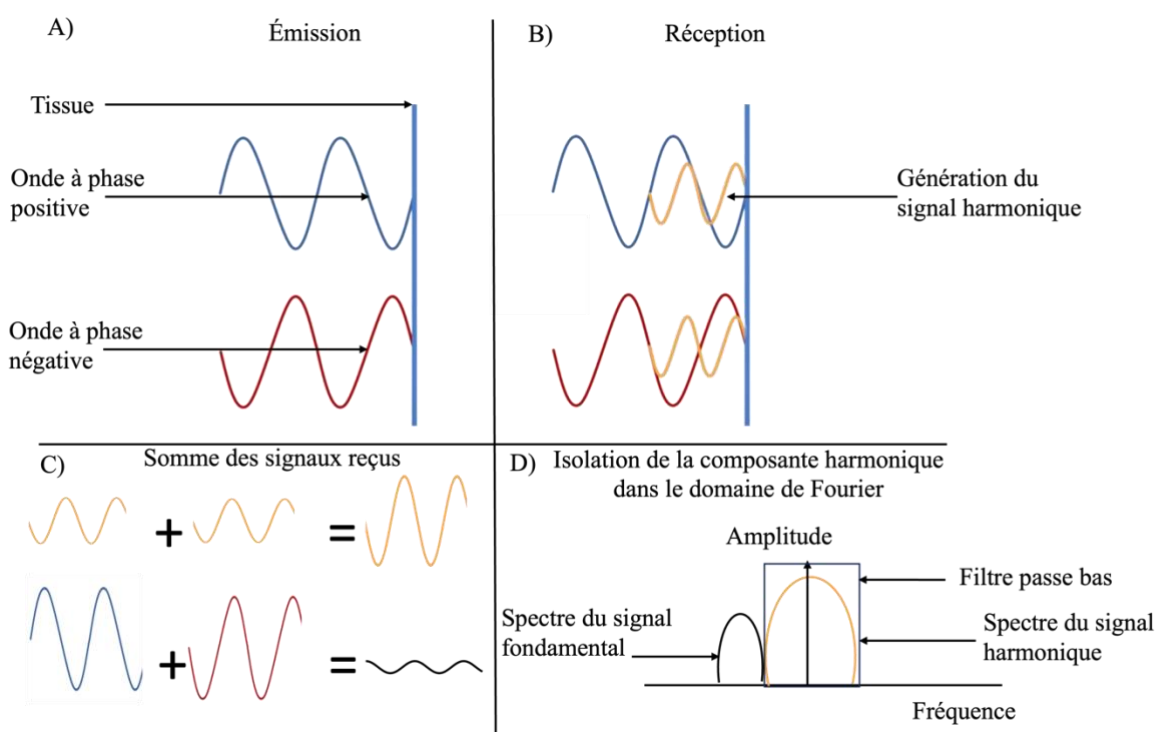 A)
Émission
Tissue
Onde à phase
positive
Onde à phase
négative
B)
Réception
Génération du
signal harmonique
C)
Somme des signaux reçus
+
=
+
=
D)
Isolation de la composante harmonique
dans le domaine de Fourier
Amplitude
Filtre passe bas
Spectre du signal
fondamental
Spectre du signal
harmonique
Fréquence